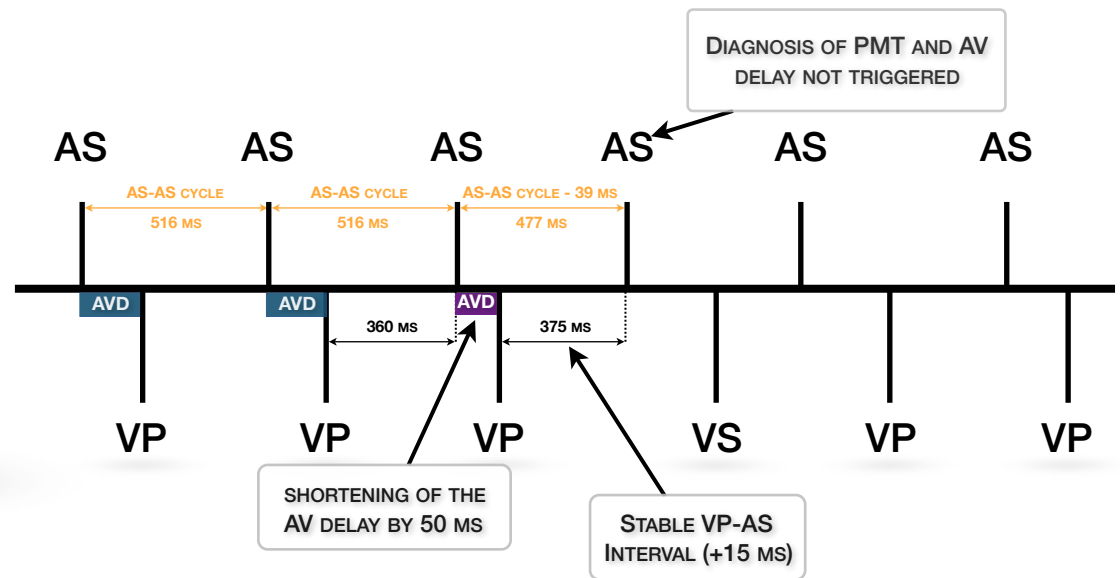 DIAGNOSIS OF PMT AND AV
DELAY NOT TRIGGERED
AS AS AS AS AS AS
AS-AS CYCLE AS-AS CYCLE AS-AS CYCLE - 39 MS
516 MS 516 MS 477 MS
AVD AVD AVD
360 MS 375 MS
VP VP VP VS VP VP
SHORTENING OF THE
AV DELAY BY 50 MS
STABLE VP-AS
INTERVAL (+15 MS)